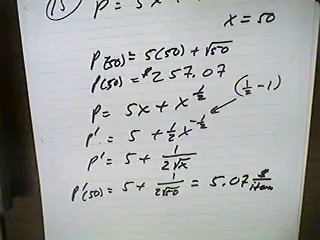 15) P = 5x +
x = 50
P(50) = 5(50) + √50
P(50) = $257.07
P = 5x + x^½
(½ - 1)
P' = 5 + ½x^-½
P' = 5 + 1/(2√x)
P'(50) = 5 + 1/(2√50) = 5.07 $/item